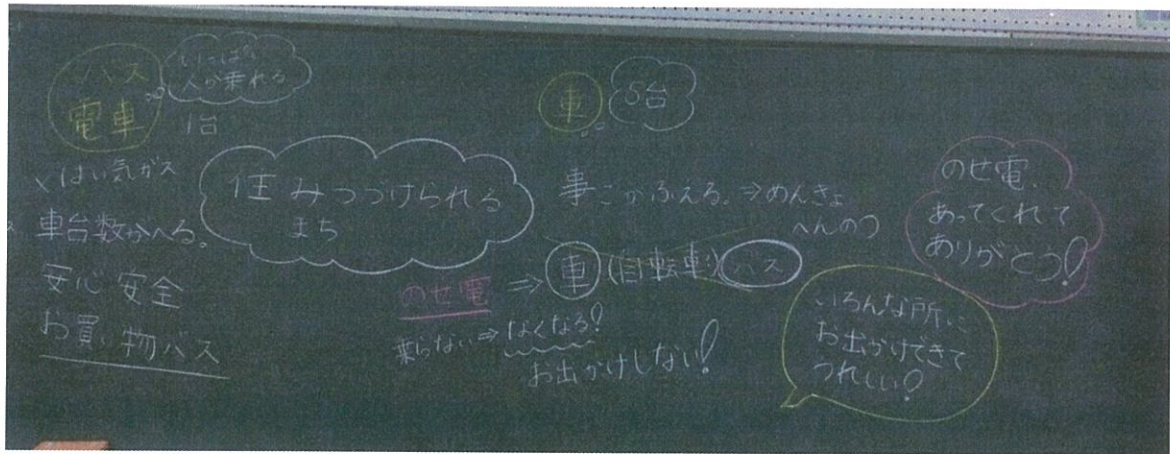 バス
電車
いっぱい
人が乗れる
1台
はい気ガス
車台数がへる。
安心 安全
お買い物バス
住みつづけられる
まち
車
5台
事こがふえる。⇒めんきょ
へんのう
のせ電 ⇒ 車 (自転車) バス
乗らない⇒なくなる!
お出かけしない!
のせ電、
あってくれて
ありがとう!
いろんな所に
お出かけできて
うれしい!